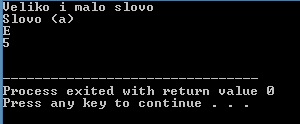 Veliko i malo slovo
Slovo (a)
E
5
--------------------------------
Process exited with return value 0
Press any key to continue . . .